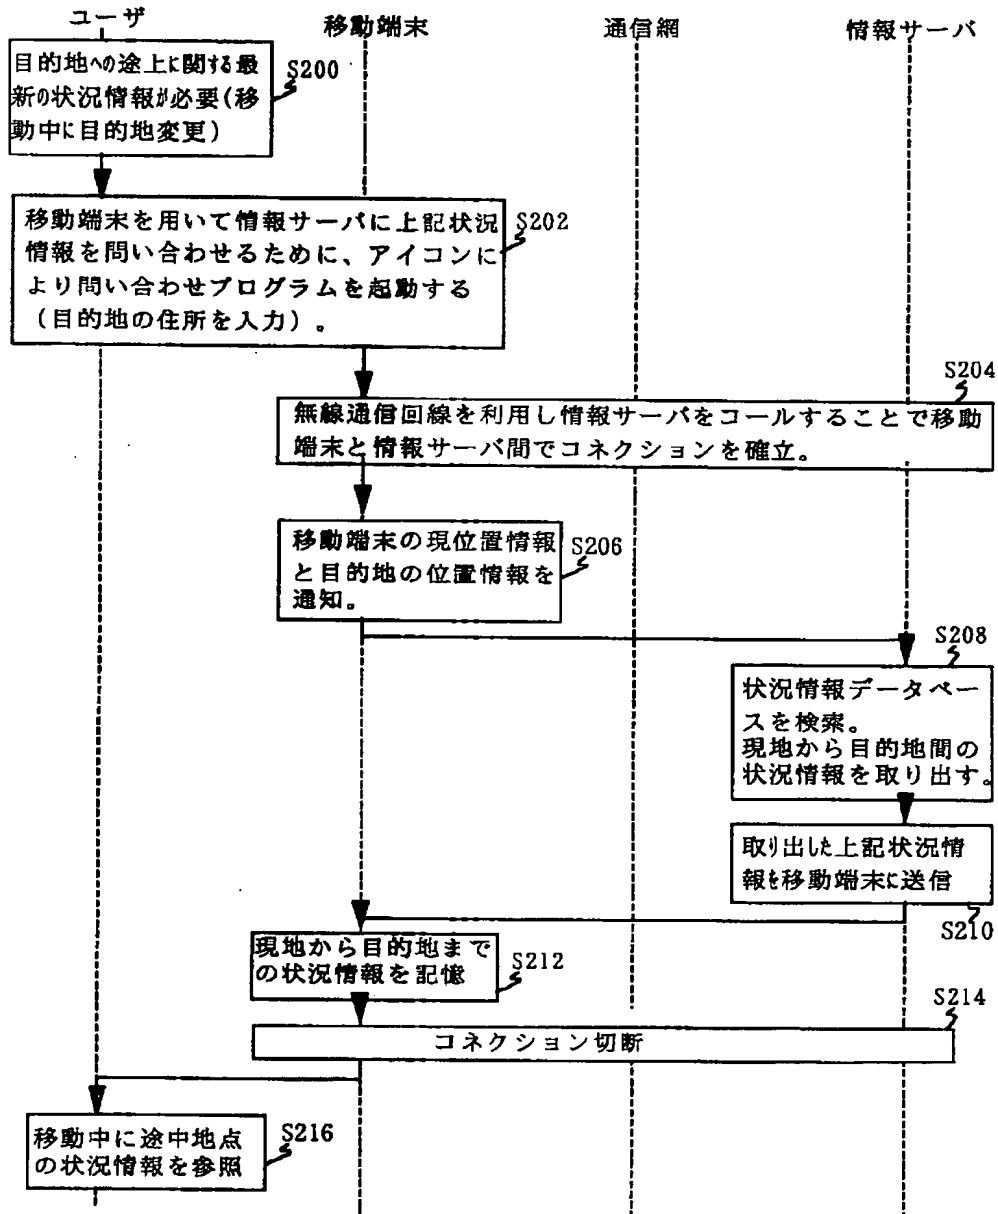 ユーザ
移動端末
通信網
情報サーバ
目的地への途上に関する最
新の状況情報が必要(移
動中に目的地変更)
S200
移動端末を用いて情報サーバに上記状況
情報を問い合わせるために、アイコンに
より問い合わせプログラムを起動する
(目的地の住所を入力)。
S202
S204
無線通信回線を利用し情報サーバをコールすることで移動
端末と情報サーバ間でコネクションを確立。
移動端末の現位置情報
と目的地の位置情報を
通知。
S206
S208
状況情報データベー
スを検索。
現地から目的地間の
状況情報を取り出す。
取り出した上記状況情
報を移動端末に送信
S210
現地から目的地まで
の状況情報を記憶
S212
S214
コネクション切断
移動中に途中地点
の状況情報を参照
S216